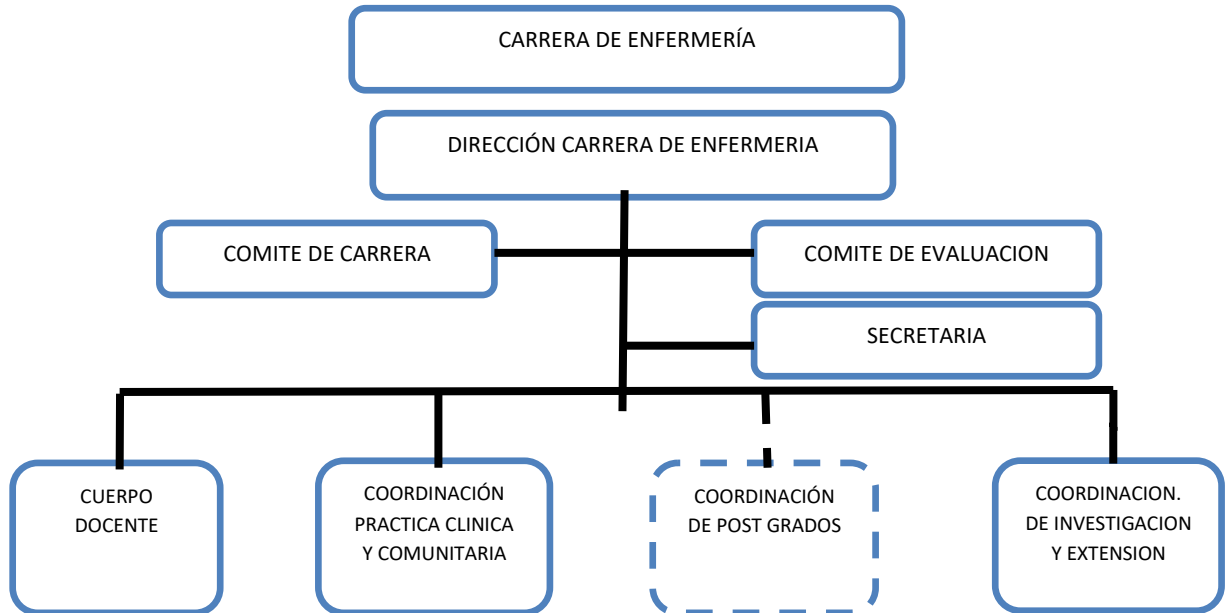 CARRERA DE ENFERMERÍA
DIRECCIÓN CARRERA DE ENFERMERIA
COMITE DE CARRERA
COMITE DE EVALUACION
SECRETARIA
CUERPO
DOCENTE
COORDINACIÓN
PRACTICA CLINICA
Y COMUNITARIA
COORDINACIÓN
DE POST GRADOS
COORDINACION.
DE INVESTIGACION
Y EXTENSION